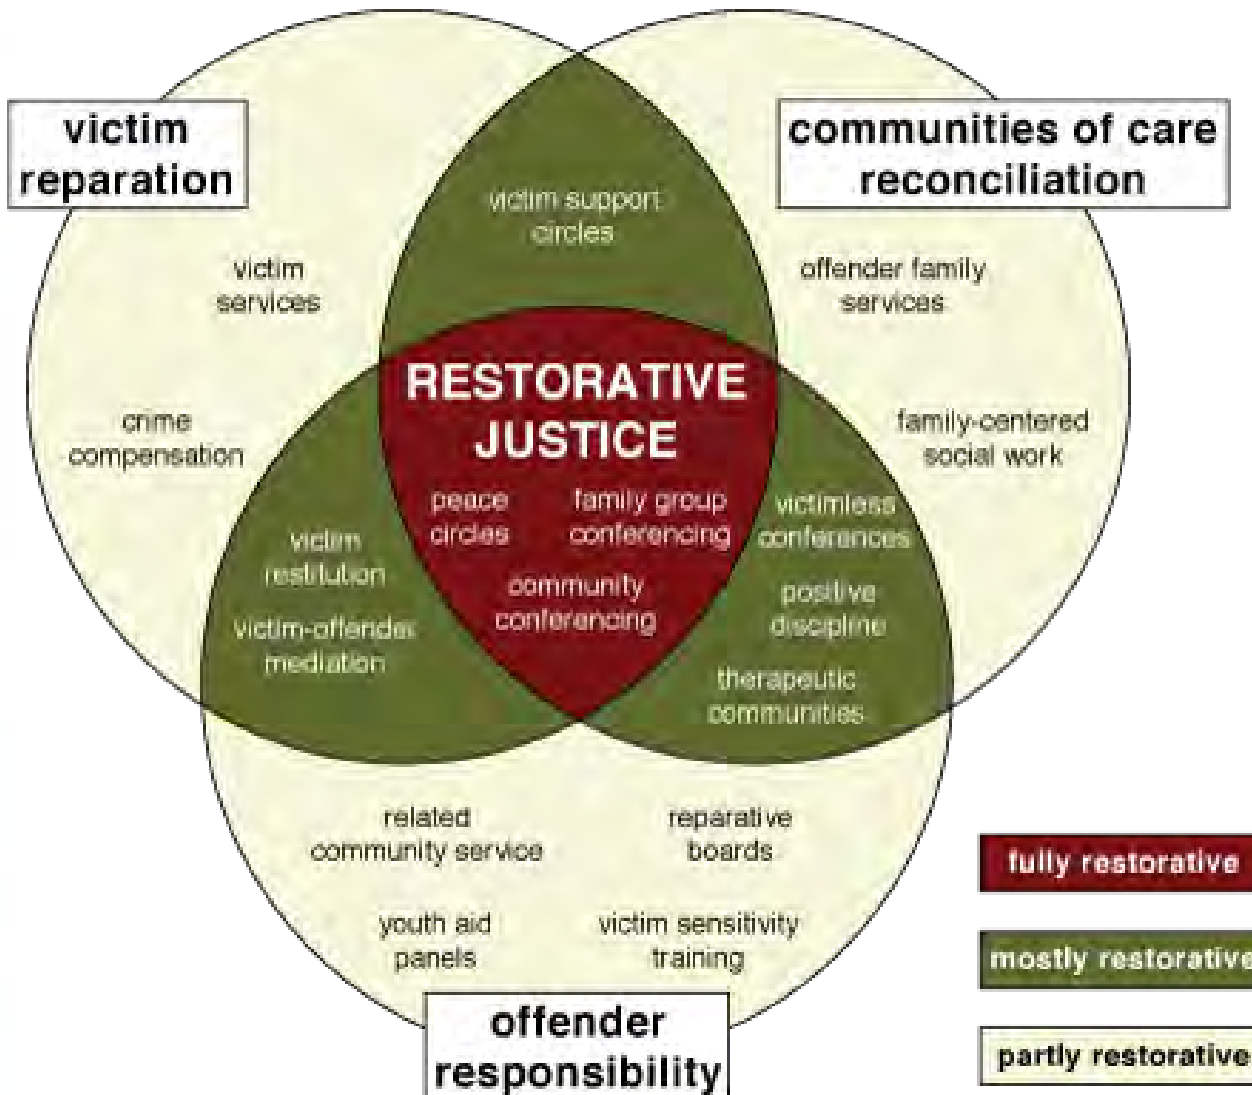 victim
reparation
communities of care
reconciliation
victim support
circles
victim
services
offender family
services
RESTORATIVE
JUSTICE
crime
compensation
family-centered
social work
peace
circles
family group
conferencing
community
conferencing
victim
restitution
victim-offender
mediation
victimless
conferences
positive
discipline
therapeutic
communities
related
community service
reparative
boards
youth aid
panels
victim sensitivity
training
offender
responsibility
fully restorative
mostly restorative
partly restorative